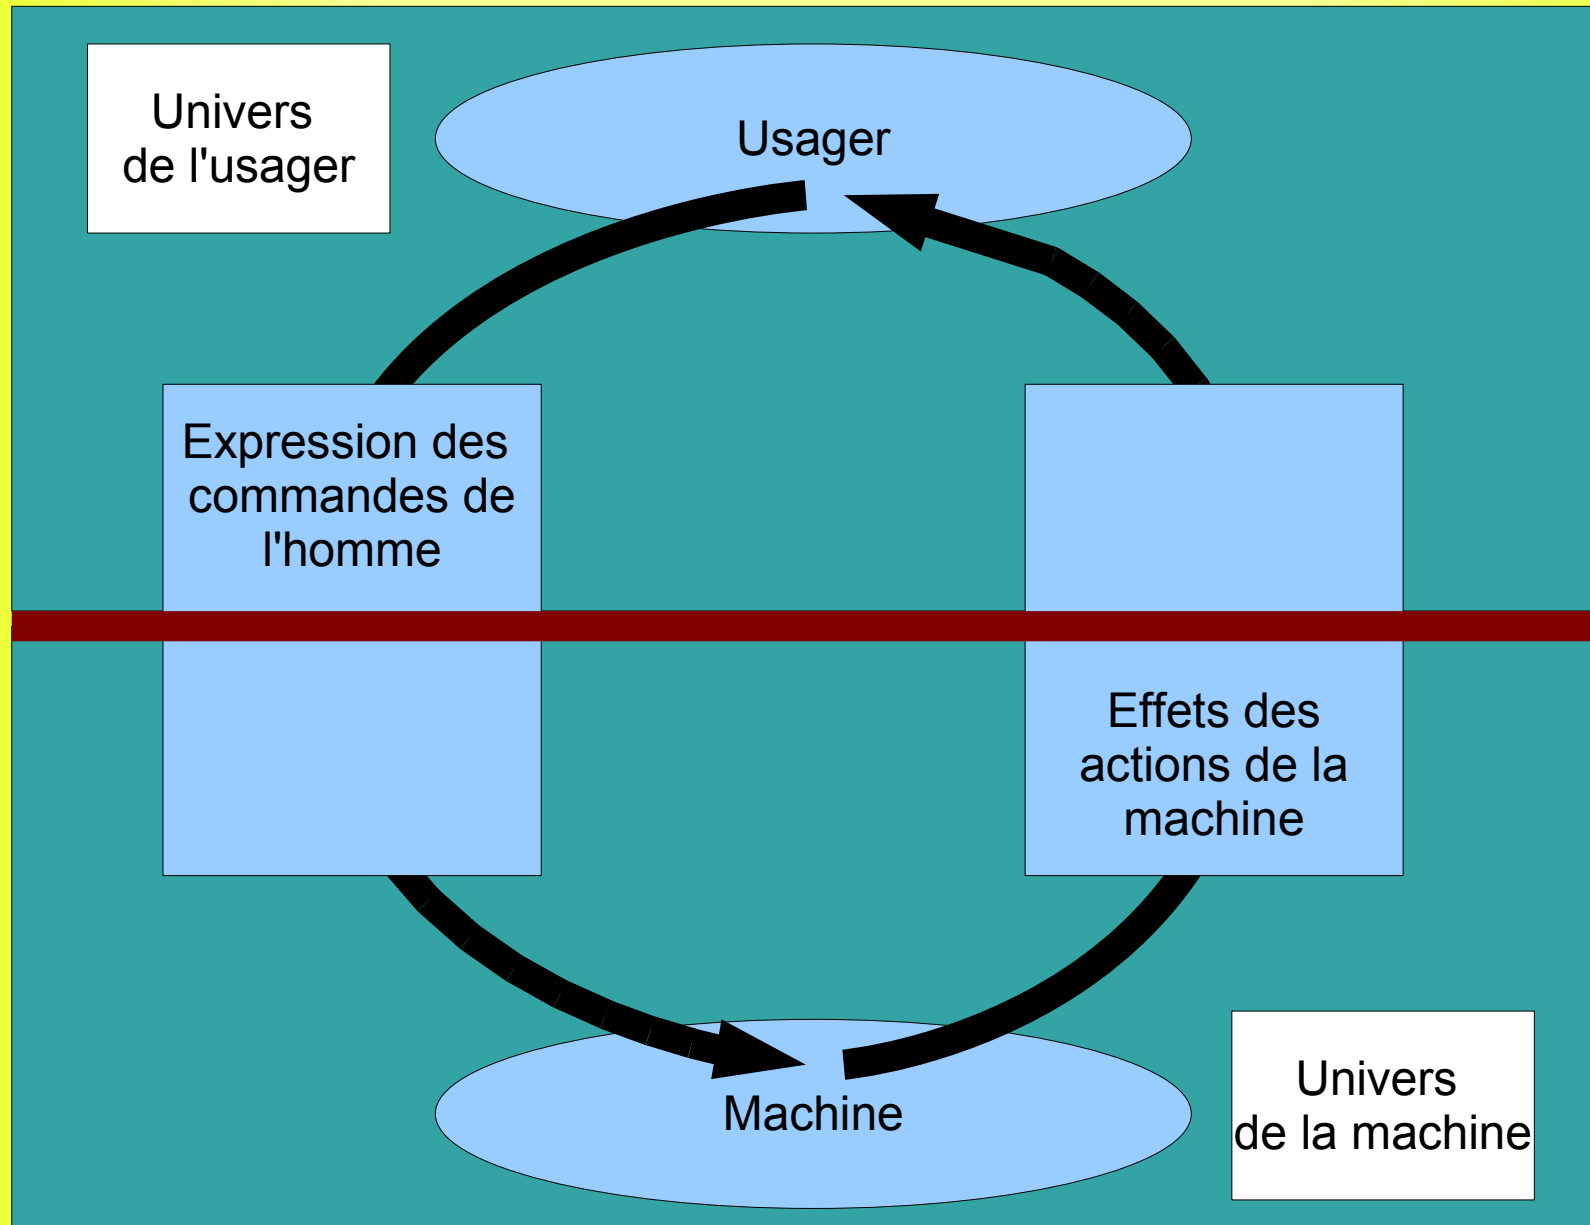 Univers
de l'usager
Usager
Expression des
commandes de
l'homme
Effets des
actions de la
machine
Machine
Univers
de la machine